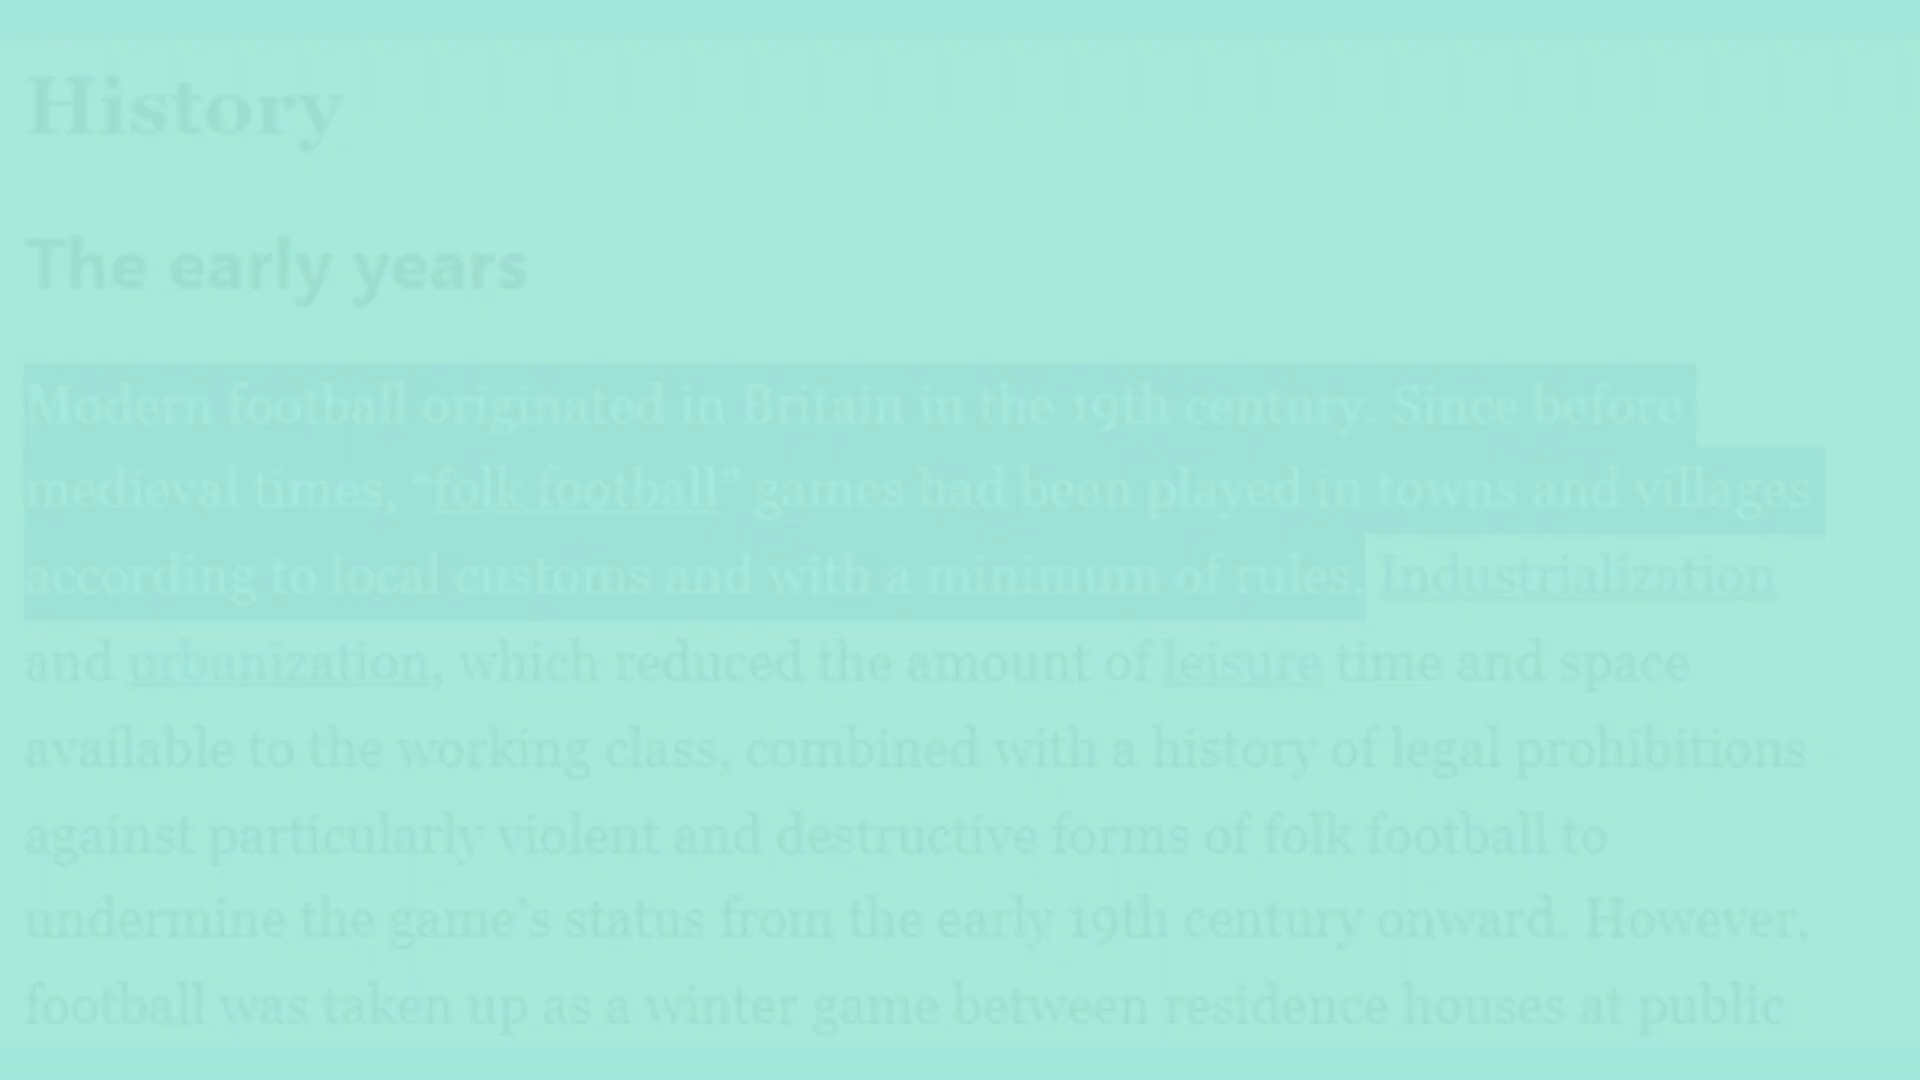 History
The early years
Modern football originated in Britain in the 19th century. Since before
medieval times, “folk football” games had been played in towns and villages
according to local customs and with a minimum of rules. Industrialization
and urbanization, which reduced the amount of leisure time and space
available to the working class, combined with a history of legal prohibitions
against particularly violent and destructive forms of folk football to
undermine the game’s status from the early 19th century onward. However,
football was taken up as a winter game between residence houses at public